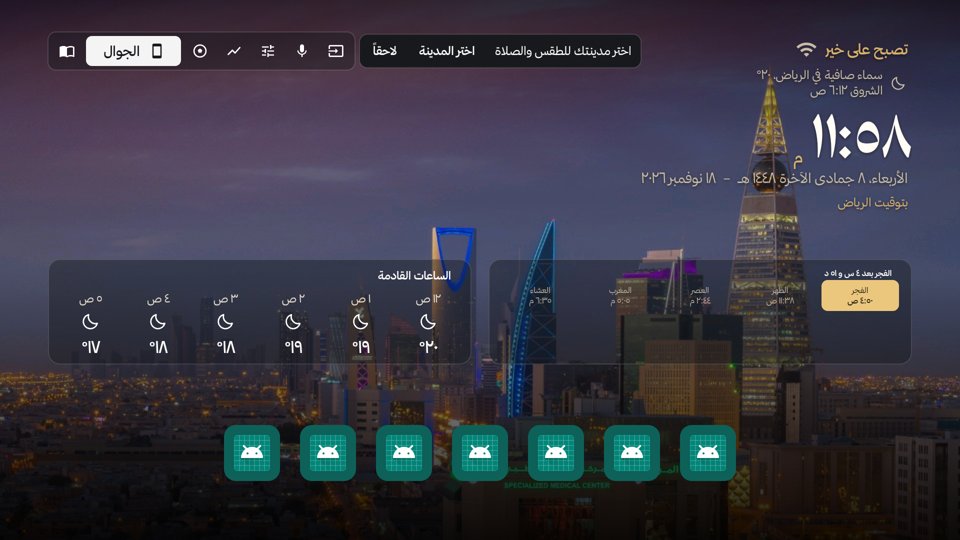 تصبح على خير
سماء صافية في الرياض، ٢٠°
الشروق ٦:١٢ ص
١١:٥٨ م
الأربعاء، ٨ جمادى الآخرة ١٤٤٨ هـ – ١٨ نوفمبر ٢٠٢٦
بتوقيت الرياض
اختر مدينتك للطقس والصلاة اختر المدينة لاحقاً
الجوال
الفجر بعد ٤ س و ٥١ د
الفجر الظهر العصر المغرب العشاء
٤:٥٠ ص ١١:٣٨ ص ٢:٤٤ م ٥:٠٥ م ٦:٣٥ م
الساعات القادمة
١٢ ص ١ ص ٢ ص ٣ ص ٤ ص ٥ ص
٢٠° ١٩° ١٩° ١٨° ١٨° ١٧°
SPECIALIZED MEDICAL CENTER